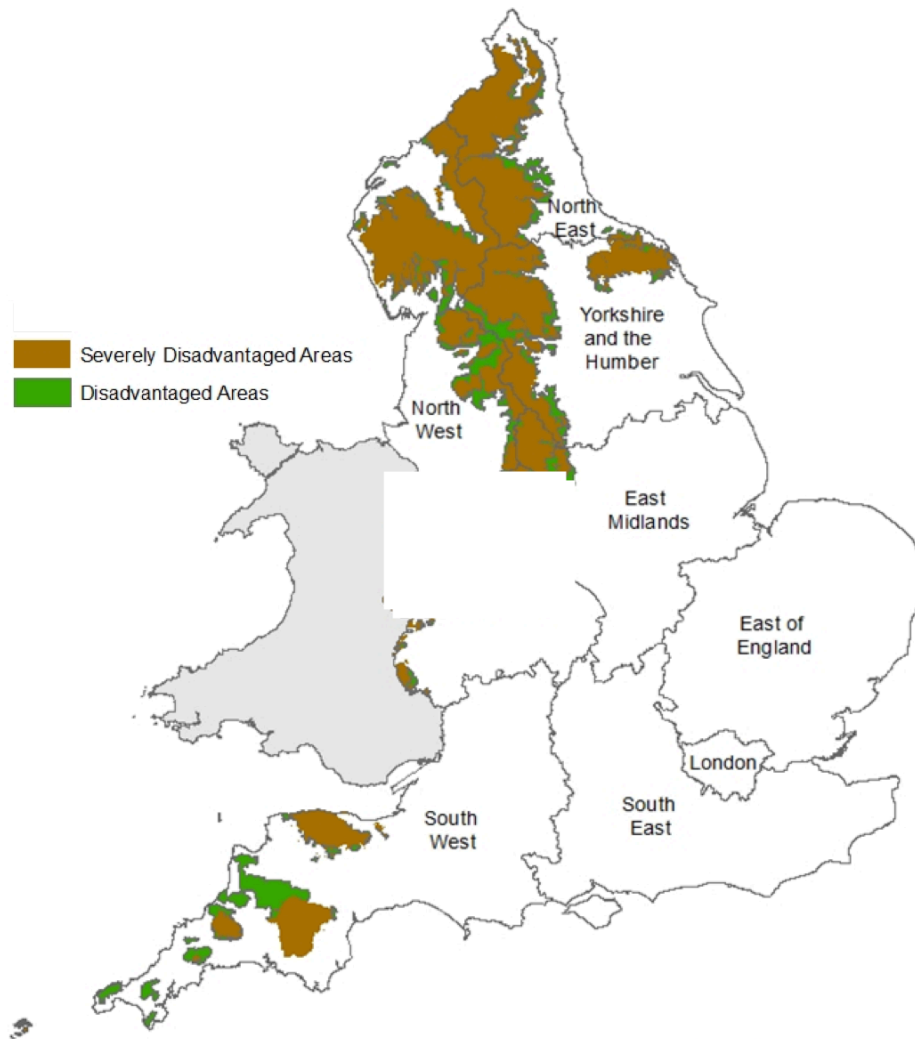 North
East
Yorkshire
and the
Humber
Severely Disadvantaged Areas
Disadvantaged Areas
North
West
East
Midlands
East of
England
London
South
West
South
East